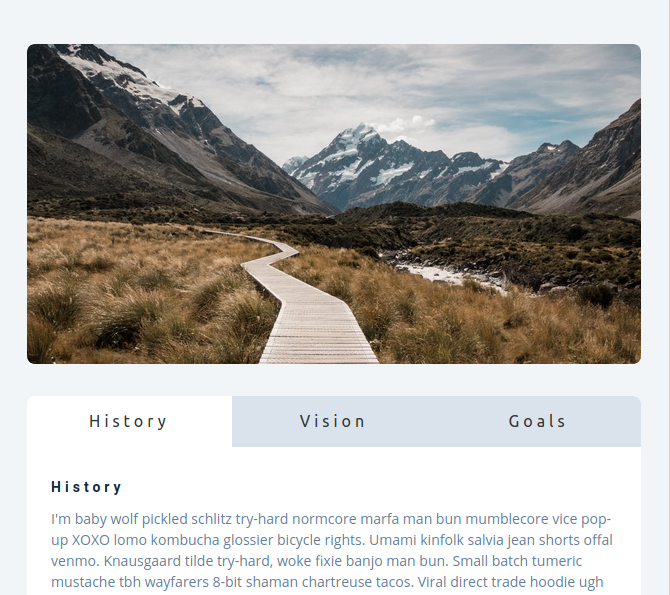 History
Vision
Goals
History
I'm baby wolf pickled schlitz try-hard normcore marfa man bun mumblecore vice pop-
up XOXO lomo kombucha glossier bicycle rights. Umami kinfolk salvia jean shorts offal
venmo. Knausgaard tilde try-hard, woke fixie banjo man bun. Small batch tumeric
mustache tbh wayfarers 8-bit shaman chartreuse tacos. Viral direct trade hoodie ugh